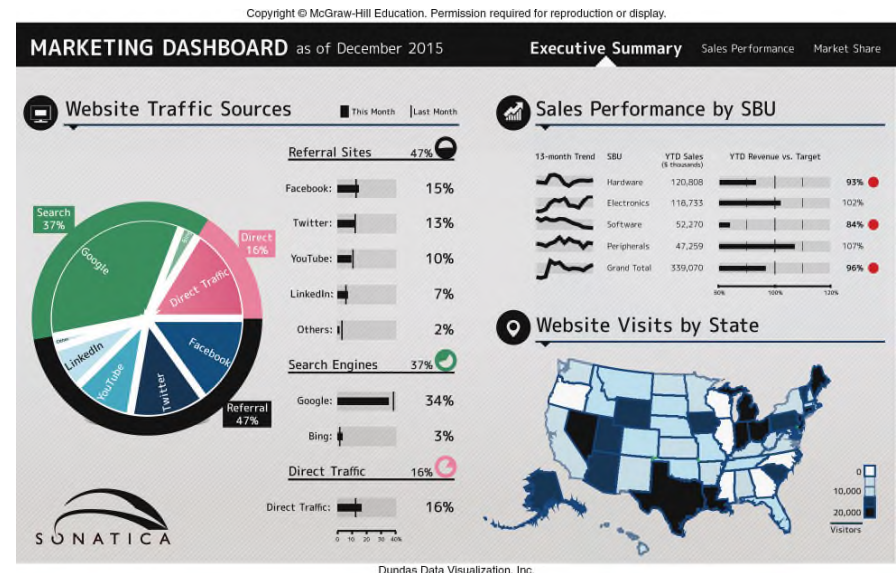 Copyright © McGraw-Hill Education. Permission required for reproduction or display.
MARKETING DASHBOARD as of December 2015
Executive Summary Sales Performance Market Share
Website Traffic Sources
This Month Last Month
Search
37%
Direct
16%
Referral
47%
Google
Direct Traffic
Facebook
Twitter
YouTube
LinkedIn
Referral Sites 47%
Facebook: 15%
Twitter: 13%
YouTube: 10%
LinkedIn: 7%
Others: 2%
Search Engines 37%
Google: 34%
Bing: 3%
Direct Traffic 16%
Direct Traffic: 16%
0 10 20 30 40%
SONATICA
Sales Performance by SBU
13-month Trend SBU YTD Sales YTD Revenue vs. Target
($ thousands)
Hardware 120,808 93%
Electronics 118,733 102%
Software 52,270 84%
Peripherals 47,259 107%
Grand Total 339,070 96%
80% 100% 120%
Website Visits by State
0
10,000
20,000
Visitors
Dundas Data Visualization, Inc.